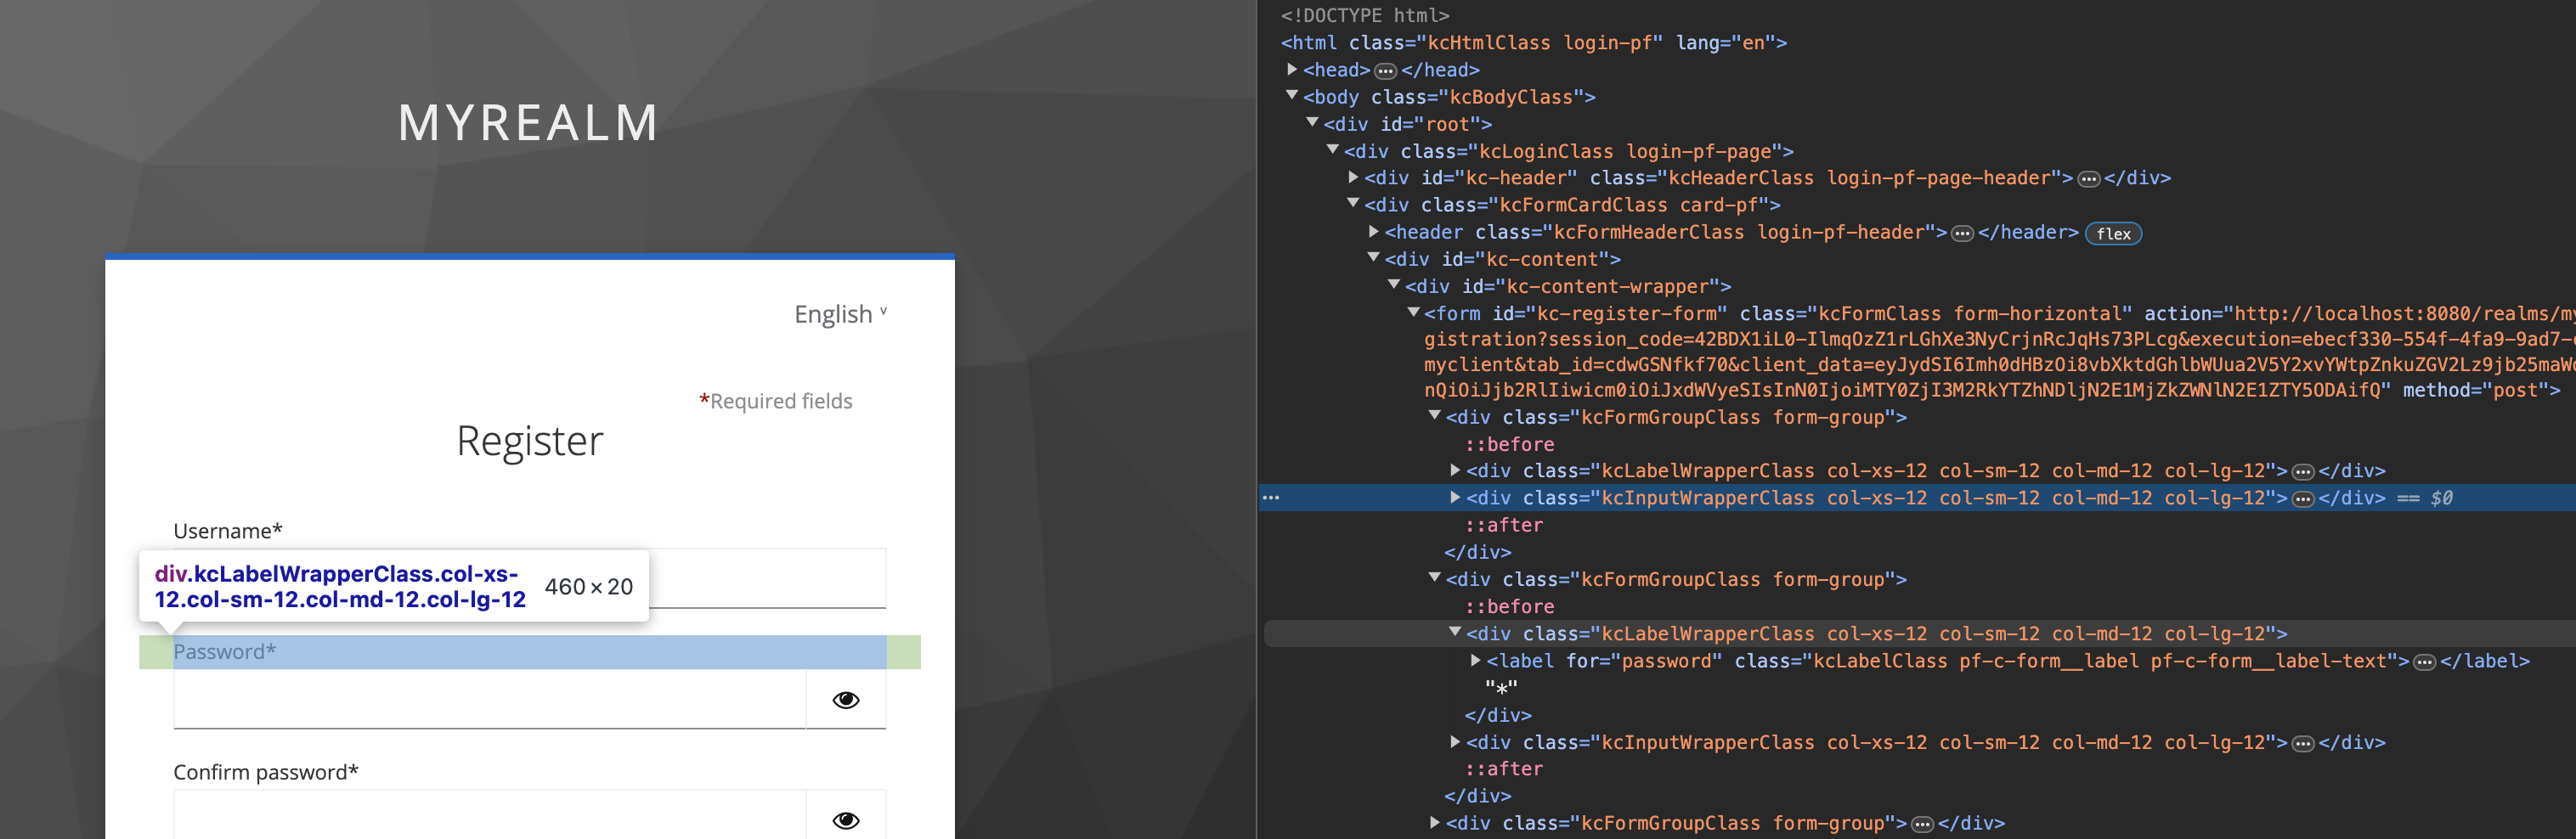 MYREALM
English v
*Required fields
Register
Username*
div.kcLabelWrapperClass.col-xs-
12.col-sm-12.col-md-12.col-lg-12 460 × 20
Password*
Confirm password*
<!DOCTYPE html>
<html class="kcHtmlClass login-pf" lang="en">
<head> ••• </head>
<body class="kcBodyClass">
<div id="root">
<div class="kcLoginClass login-pf-page">
<div id="kc-header" class="kcHeaderClass login-pf-page-header"> ••• </div>
<div class="kcFormCardClass card-pf">
<header class="kcFormHeaderClass login-pf-header"> ••• </header> flex
<div id="kc-content">
<div id="kc-content-wrapper">
<form id="kc-register-form" class="kcFormClass form-horizontal" action="http://localhost:8080/realms/my
gistration?session_code=42BDX1iL0-IlmqOzZ1rLGhXe3NyCrjnRcJqHs73PLcg&execution=ebecf330-554f-4fa9-9ad7-
myclient&tab_id=cdwGSNfkf70&client_data=eyJydSI6Imh0dHBzOi8vbXktdGhlbWUua2V5Y2xvYWtpZnkuZGV2Lz9jb25maW
nQiOiJjb2RlIiwicm0iOiJxdWVyeSIsInN0IjoiMTY0ZjI3M2RkYTZhNDljN2E1MjZkZWNlN2E1ZTY5ODAifQ" method="post">
<div class="kcFormGroupClass form-group">
::before
<div class="kcLabelWrapperClass col-xs-12 col-sm-12 col-md-12 col-lg-12"> ••• </div>
••• <div class="kcInputWrapperClass col-xs-12 col-sm-12 col-md-12 col-lg-12"> ••• </div> == $0
::after
</div>
<div class="kcFormGroupClass form-group">
::before
<div class="kcLabelWrapperClass col-xs-12 col-sm-12 col-md-12 col-lg-12">
<label for="password" class="kcLabelClass pf-c-form__label pf-c-form__label-text"> ••• </label>
"*"
</div>
<div class="kcInputWrapperClass col-xs-12 col-sm-12 col-md-12 col-lg-12"> ••• </div>
::after
</div>
<div class="kcFormGroupClass form-group"> ••• </div>